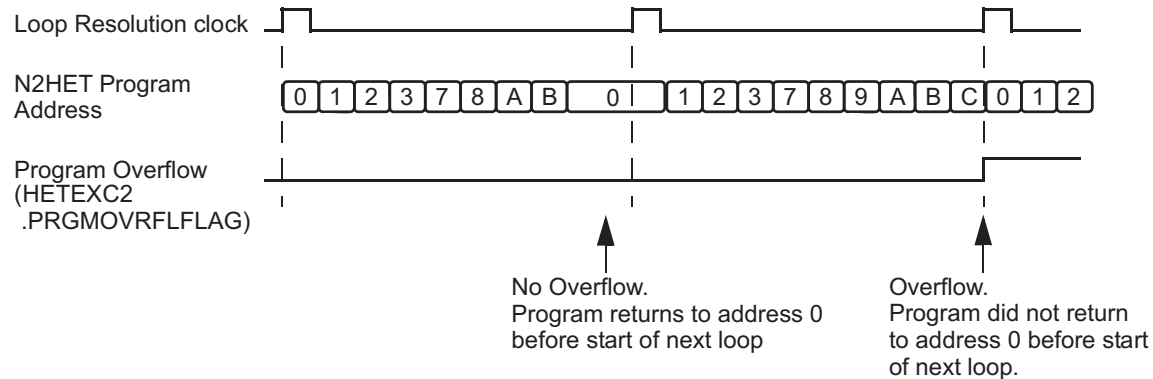 Loop Resolution clock
N2HET Program
Address
0 1 2 3 7 8 A B 0 1 2 3 7 8 9 A B C 0 1 2
Program Overflow
(HETEXC2
.PRGMOVRFLFLAG)
No Overflow.
Program returns to address 0
before start of next loop
Overflow.
Program did not return
to address 0 before start
of next loop.